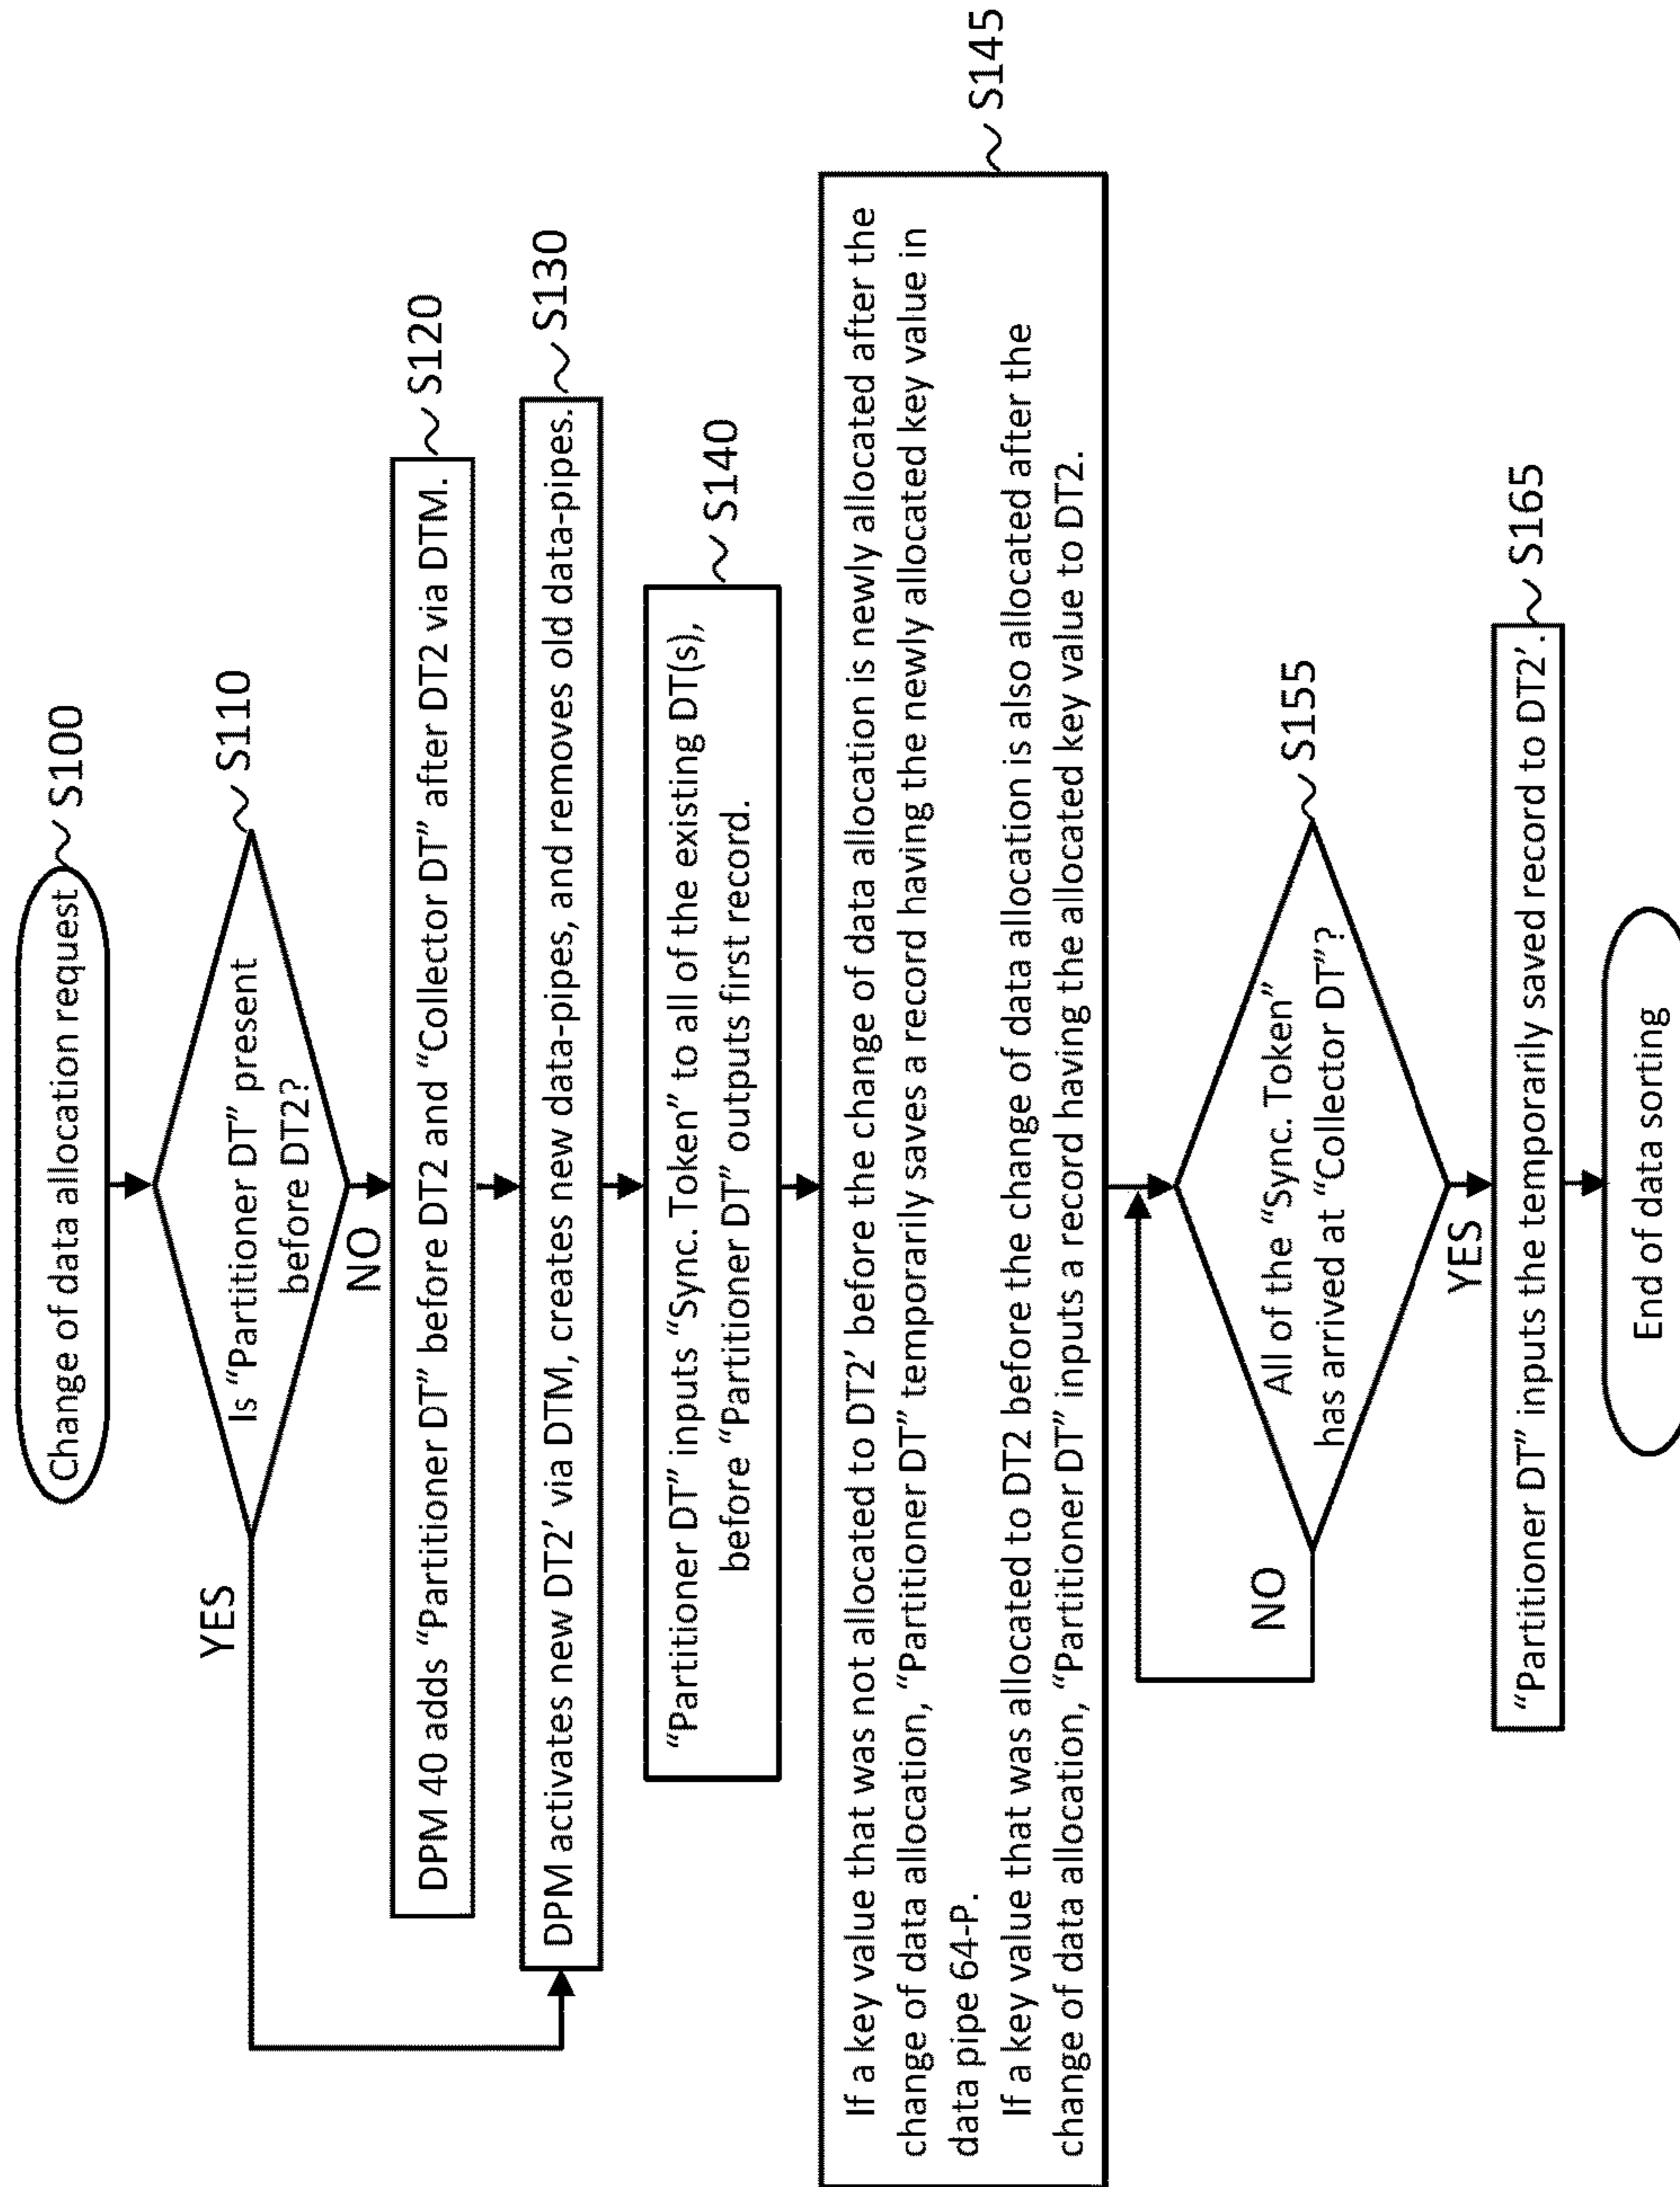 Change of data allocation request
S100
Is “Partitioner DT” present
before DT2?
S110
YES
NO
DPM 40 adds “Partitioner DT” before DT2 and “Collector DT” after DT2 via DTM.
S120
DPM activates new DT2’ via DTM, creates new data-pipes, and removes old data-pipes.
S130
“Partitioner DT” inputs “Sync. Token” to all of the existing DT(s),
before “Partitioner DT” outputs first record.
S140
If a key value that was not allocated to DT2’ before the change of data allocation is newly allocated after the
change of data allocation, “Partitioner DT” temporarily saves a record having the newly allocated key value in
data pipe 64-P.
If a key value that was allocated to DT2 before the change of data allocation is also allocated after the
change of data allocation, “Partitioner DT” inputs a record having the allocated key value to DT2.
S145
All of the “Sync. Token”
has arrived at “Collector DT”?
S155
NO
YES
“Partitioner DT” inputs the temporarily saved record to DT2’.
S165
End of data sorting